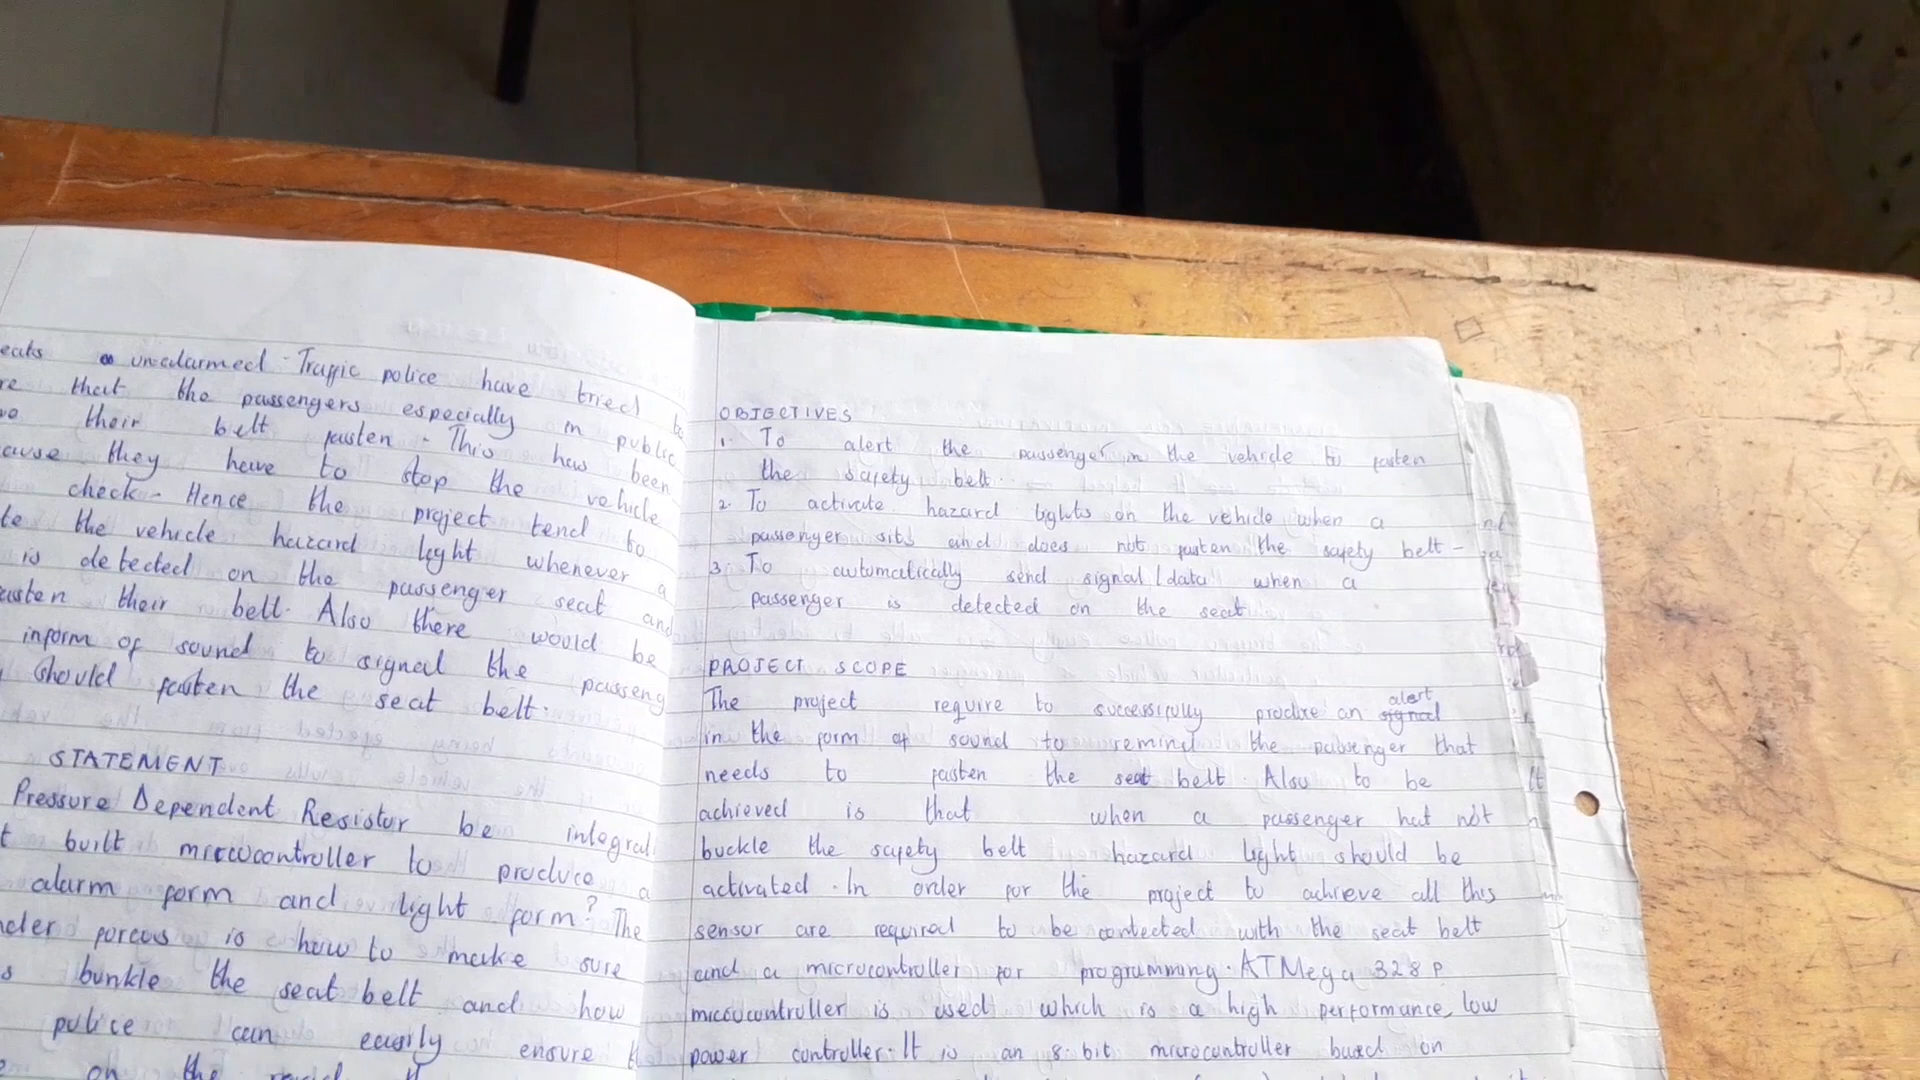 eats unalarmed. Traffic police have tried to
re that the passengers especially in public
ve their belt fasten. This has been
cause they have to stop the vehicle
check. Hence the project tend to
te the vehicle hazard light whenever a
is detected on the passenger seat and
asten their belt. Also there would be
inform of sound to signal the passeng
should fasten the seat belt.
STATEMENT
Pressure Dependent Resistor be integral
t built microcontroller to produce a
alarm form and light form? The
nder porcess is how to make sure
s bunkle the seat belt and how
police can easily ensure t
on the
OBJECTIVES
1. To alert the passenger in the vehicle to fasten
the safety belt.
2. To activate hazard lights on the vehicle when a
passenger sits and does not fasten the safety belt-
3. To automatically send signal/data when a
passenger is detected on the seat
PROJECT SCOPE
The project require to successfully produce an signal alert
in the form of sound to remind the passenger that
needs to fasten the seat belt. Also to be
achieved is that when a passenger hat not
buckle the safety belt hazard light should be
activated. In order for the project to achieve all this
sensor are required to be contected with the seat belt
and a microcontroller for programming. ATMega 328 P
microcontroller is used which is a high performance, low
power controller. It is an 8-bit microcontroller based on